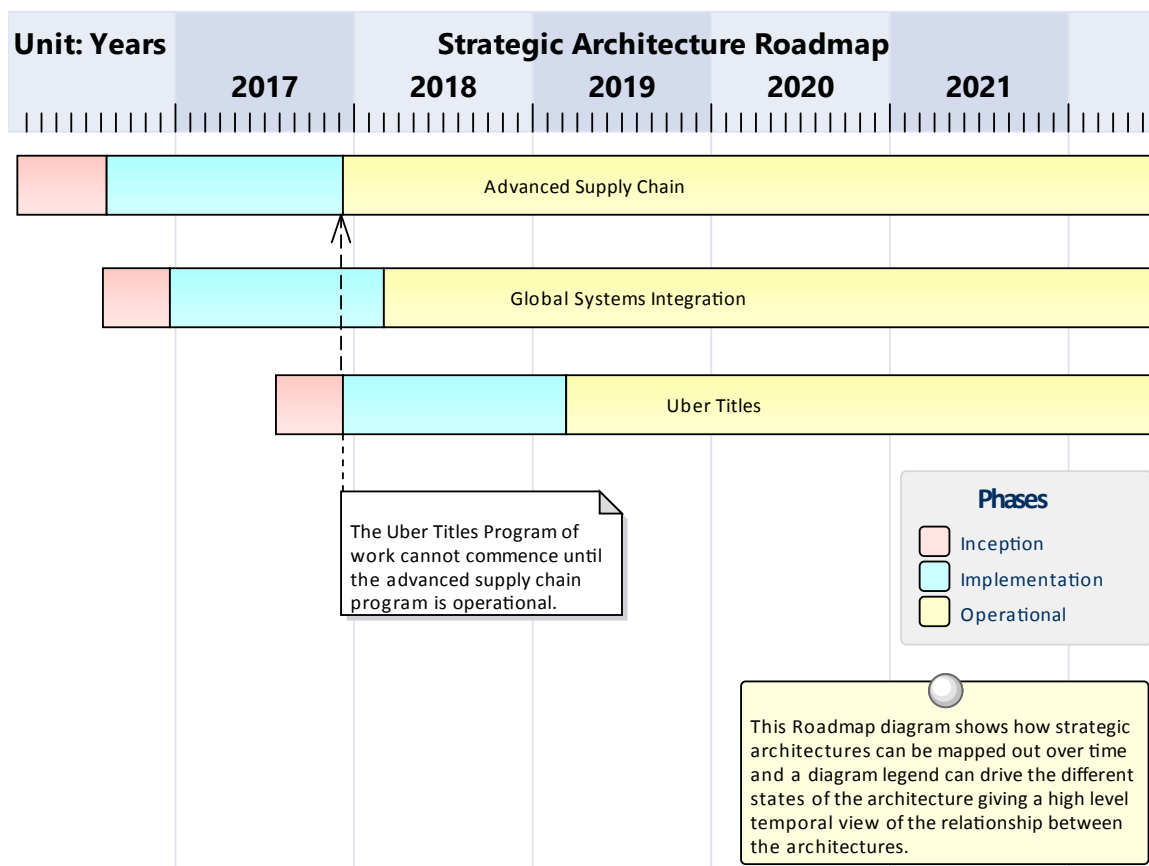 Unit: Years
Strategic Architecture Roadmap
2017 2018 2019 2020 2021
Advanced Supply Chain
Global Systems Integration
Uber Titles
The Uber Titles Program of
work cannot commence until
the advanced supply chain
program is operational.
Phases
Inception
Implementation
Operational
This Roadmap diagram shows how strategic
architectures can be mapped out over time
and a diagram legend can drive the different
states of the architecture giving a high level
temporal view of the relationship between
the architectures.